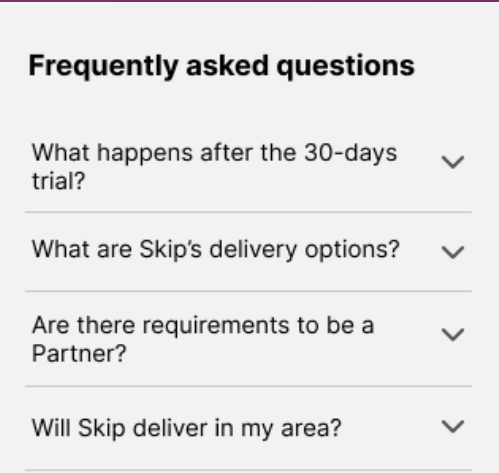 Frequently asked questions
What happens after the 30-days
trial?
What are Skip's delivery options?
Are there requirements to be a
Partner?
Will Skip deliver in my area?